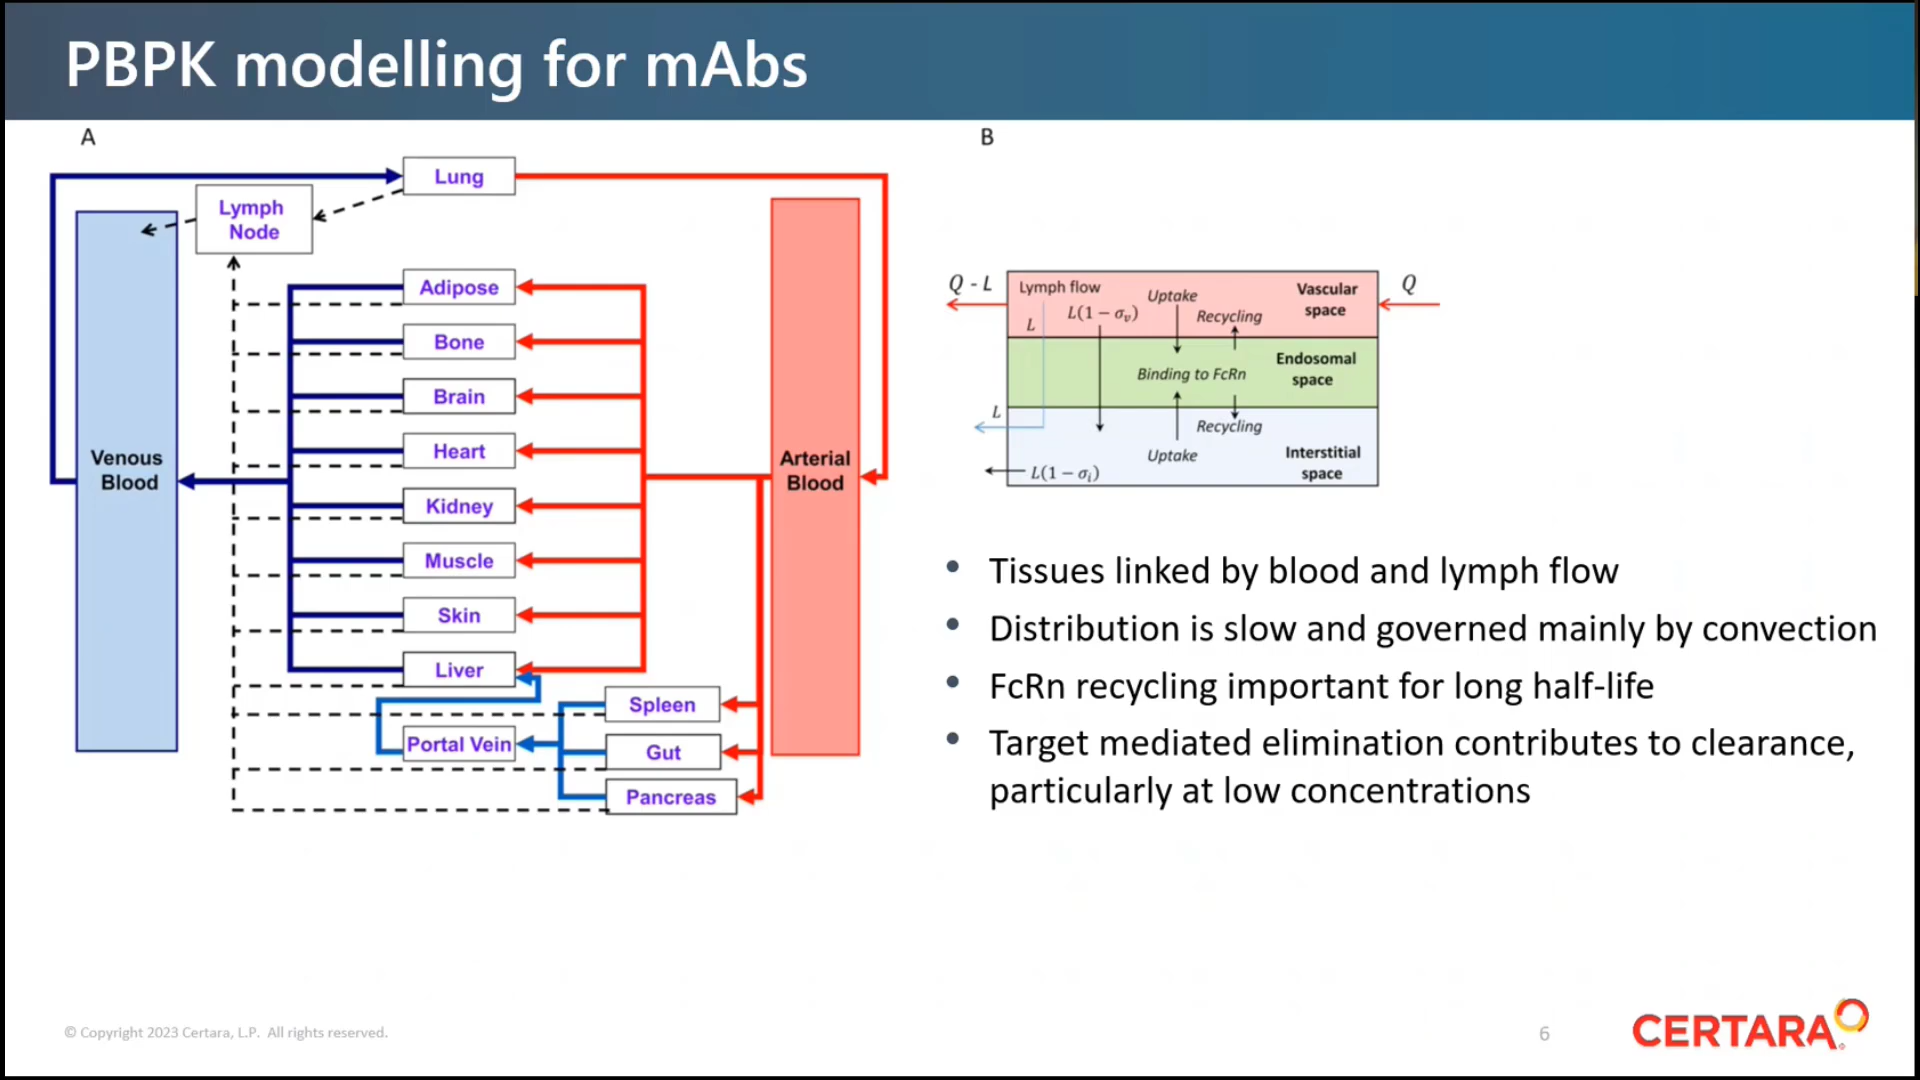 PBPK modelling for mAbs
A
Lung
Lymph
Node
Adipose
Bone
Brain
Heart
Kidney
Muscle
Skin
Liver
Venous
Blood
Arterial
Blood
Spleen
Portal Vein
Gut
Pancreas
B
Q - L
Q
Lymph flow
L
L(1 − σᵥ)
Uptake
Recycling
Vascular
space
Binding to FcRn
Endosomal
space
L
Recycling
Uptake
Interstitial
space
L(1 − σᵢ)
• Tissues linked by blood and lymph flow
• Distribution is slow and governed mainly by convection
• FcRn recycling important for long half-life
• Target mediated elimination contributes to clearance,
particularly at low concentrations
© Copyright 2023 Certara, L.P. All rights reserved.
6
CERTARA